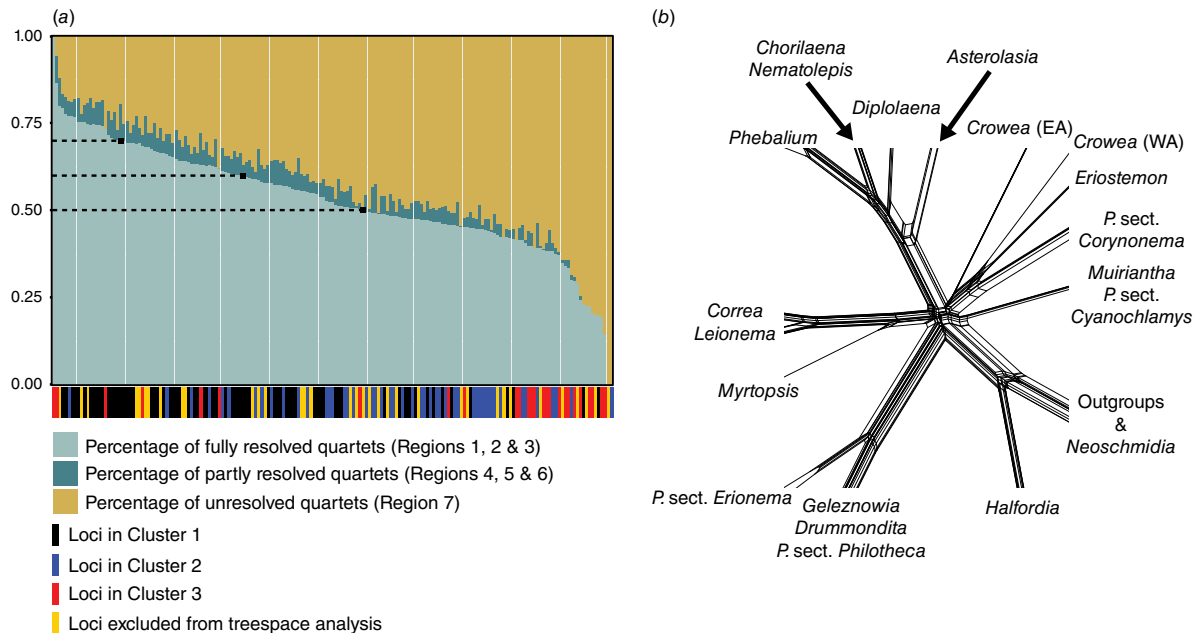 (a)
1.00
0.75
0.50
0.25
0.00
Percentage of fully resolved quartets (Regions 1, 2 & 3)
Percentage of partly resolved quartets (Regions 4, 5 & 6)
Percentage of unresolved quartets (Region 7)
Loci in Cluster 1
Loci in Cluster 2
Loci in Cluster 3
Loci excluded from treespace analysis
(b)
Chorilaena
Nematolepis
Asterolasia
Diplolaena
Phebalium
Crowea (EA)
Crowea (WA)
Eriostemon
P. sect.
Corynonema
Muiriantha
P. sect.
Cyanochlamys
Correa
Leionema
Myrtopsis
Outgroups
&
Neoschmidia
P. sect. Erionema
Geleznowia
Drummondita
P. sect. Philotheca
Halfordia